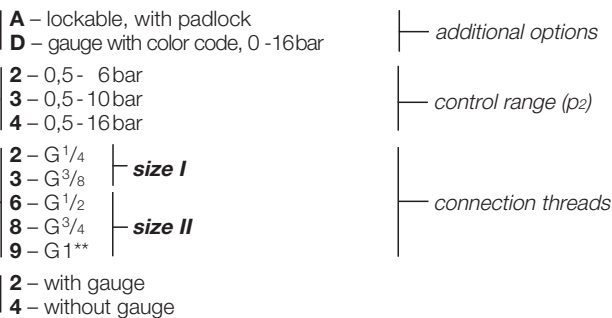 A – lockable, with padlock
D – gauge with color code, 0 -16 bar
additional options
2 – 0,5 - 6 bar
3 – 0,5 - 10 bar
4 – 0,5 - 16 bar
control range (p2)
2 – G1/4
3 – G3/8
size I
6 – G1/2
8 – G3/4
9 – G1**
size II
connection threads
2 – with gauge
4 – without gauge